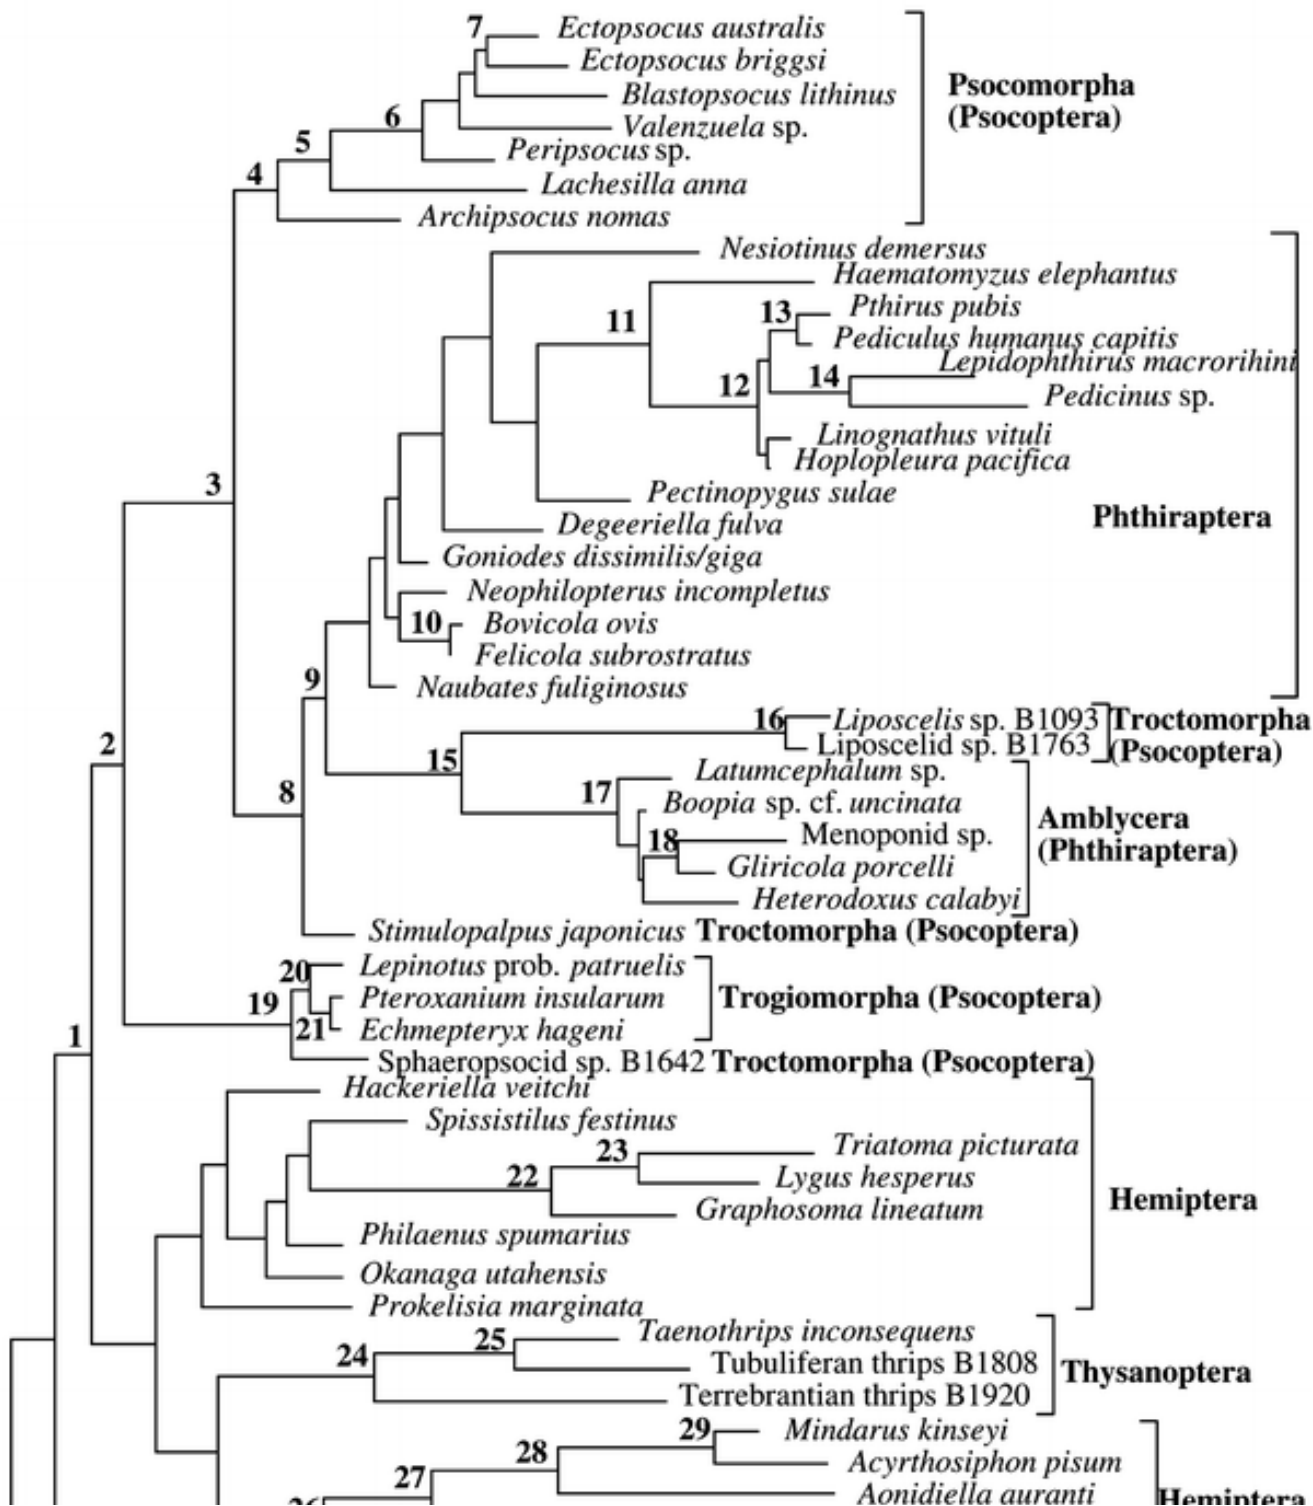 7
Ectopsocus australis
Ectopsocus briggsi
Blastopsocus lithinus
Psocomorpha
(Psocoptera)
6
Valenzuela sp.
5
Peripsocus sp.
4
Lachesilla anna
Archipsocus nomas
Nesiotinus demersus
Haematomyzus elephantus
13
Pthirus pubis
11
Pediculus humanus capitis
Lepidophthirus macrorihini
12
14
Pedicinus sp.
Linognathus vituli
Hoplopleura pacifica
3
Pectinopygus sulae
Phthiraptera
Degeeriella fulva
Goniodes dissimilis/giga
Neophilopterus incompletus
10
Bovicola ovis
Felicola subrostratus
9
Naubates fuliginosus
16
Liposcelis sp. B1093
Troctomorpha
(Psocoptera)
2
Liposcelid sp. B1763
15
Latumcephalum sp.
8
17
Boopia sp. cf. uncinata
Amblycera
(Phthiraptera)
18
Menoponid sp.
Gliricola porcelli
Heterodoxus calabyi
Stimulopalpus japonicus Troctomorpha (Psocoptera)
20
Lepinotus prob. patruelis
19
Pteroxanium insularum
Trogiomorpha (Psocoptera)
21
Echmepteryx hageni
1
Sphaeropsocid sp. B1642 Troctomorpha (Psocoptera)
Hackeriella veitchi
Spissistilus festinus
23
Triatoma picturata
22
Lygus hesperus
Graphosoma lineatum
Hemiptera
Philaenus spumarius
Okanaga utahensis
Prokelisia marginata
25
Taenothrips inconsequens
24
Tubuliferan thrips B1808
Thysanoptera
Terrebrantian thrips B1920
29
Mindarus kinseyi
28
Acyrthosiphon pisum
27
Aonidiella auranti
26
Hemiptera